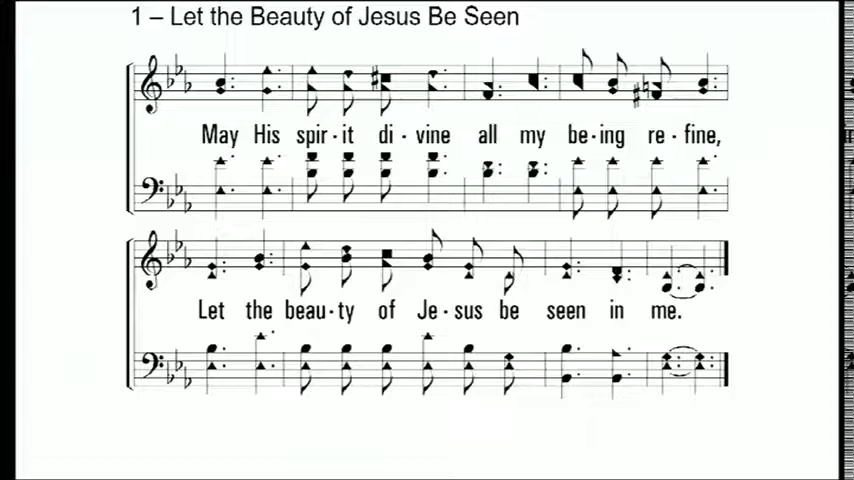 1 – Let the Beauty of Jesus Be Seen
May His spir - it di - vine all my be - ing re - fine,
Let the beau - ty of Je - sus be seen in me.